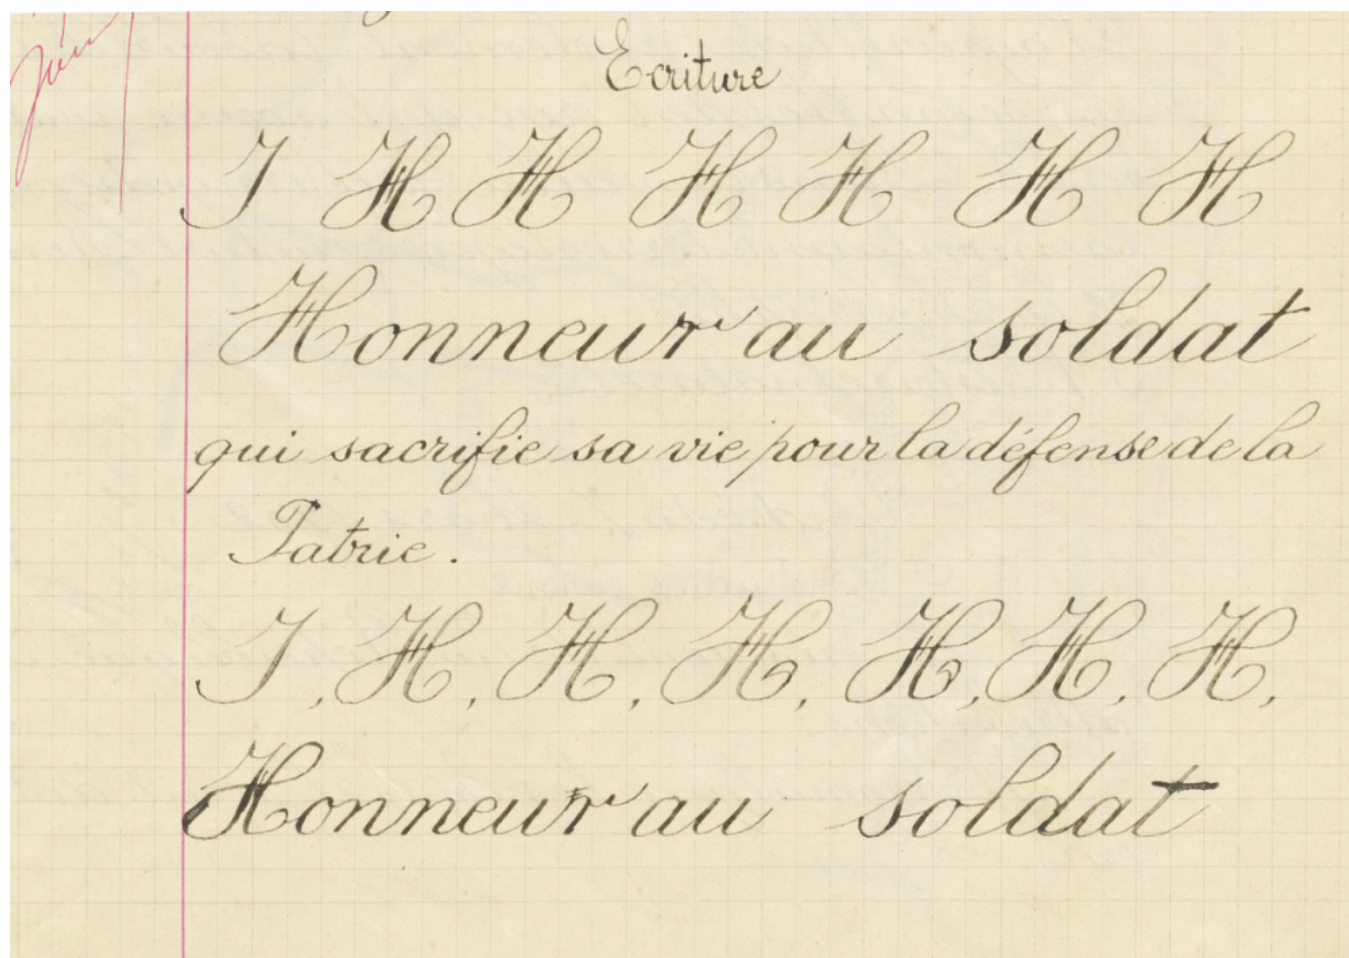 Ecriture
I H H H H H H
Honneur au soldat
qui sacrifie sa vie pour la défense de la
Patrie.
I, H, H, H, H, H, H,
Honneur au soldat